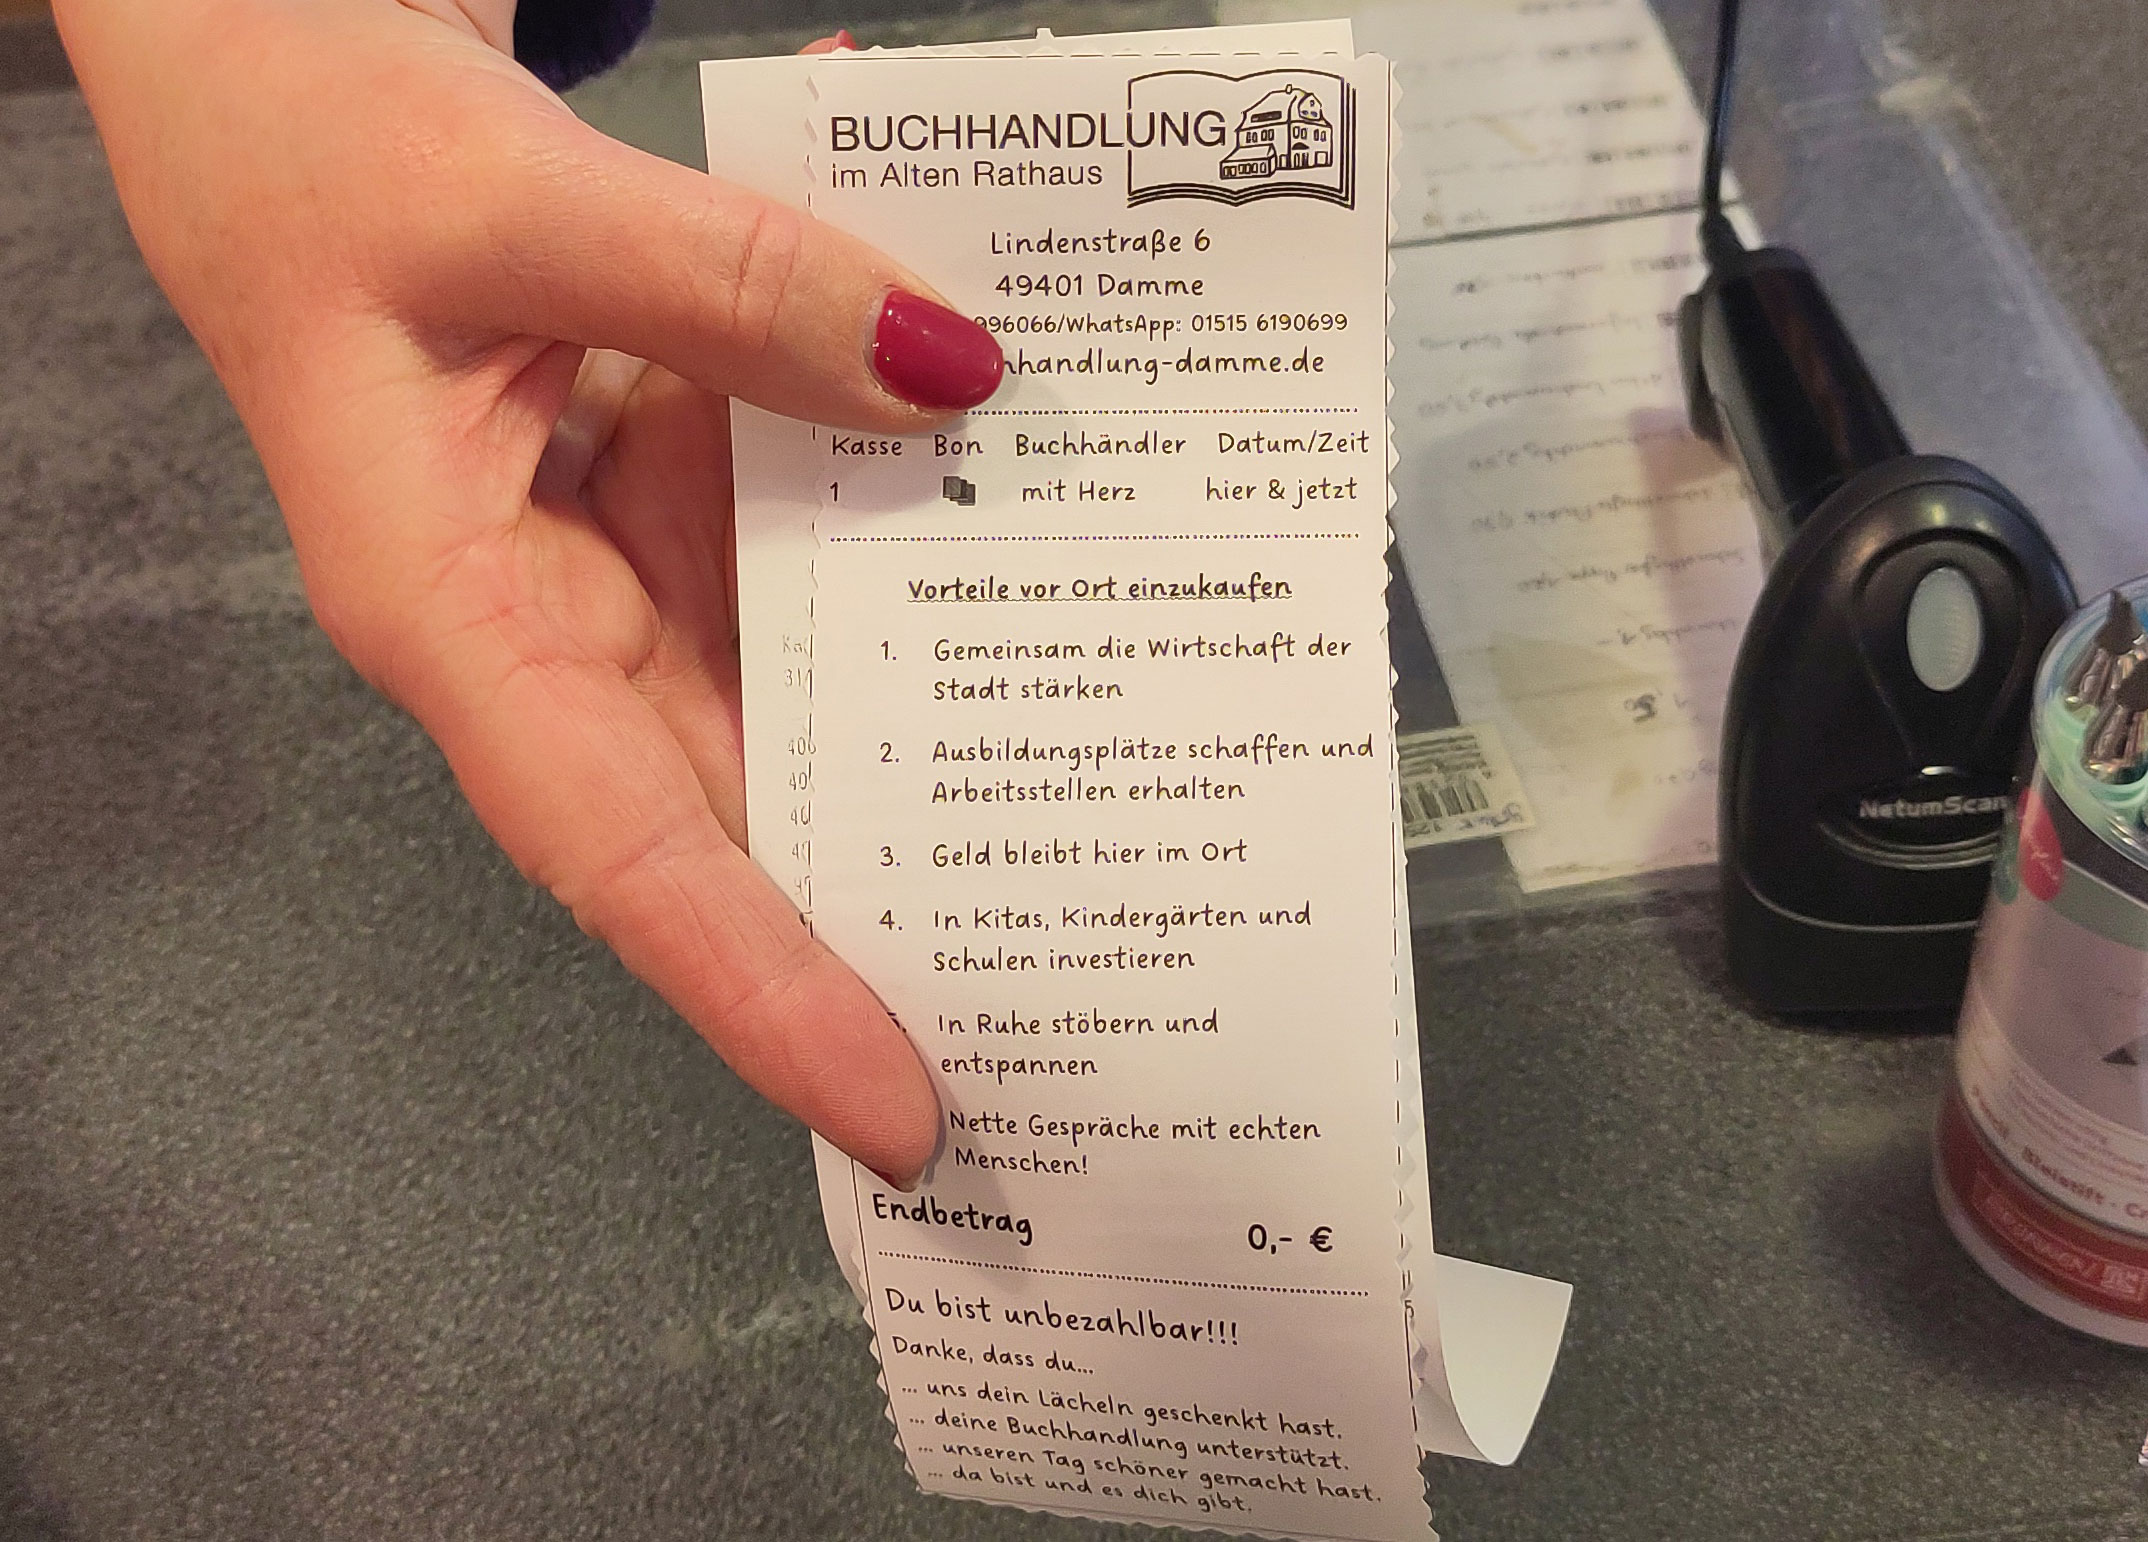 BUCHHANDLUNG
im Alten Rathaus
Lindenstraße 6
49401 Damme
996066/WhatsApp: 01515 6190699
hhandlung-damme.de
Kasse Bon Buchhändler Datum/Zeit
1 mit Herz hier & jetzt
Vorteile vor Ort einzukaufen
1. Gemeinsam die Wirtschaft der
Stadt stärken
2. Ausbildungsplätze schaffen und
Arbeitsstellen erhalten
3. Geld bleibt hier im Ort
4. In Kitas, Kindergärten und
Schulen investieren
In Ruhe stöbern und
entspannen
Nette Gespräche mit echten
Menschen!
Endbetrag 0,- €
Du bist unbezahlbar!!!
Danke, dass du...
... uns dein Lächeln geschenkt hast.
... deine Buchhandlung unterstützt.
... unseren Tag schöner gemacht hast.
... da bist und es dich gibt.
NetumScan